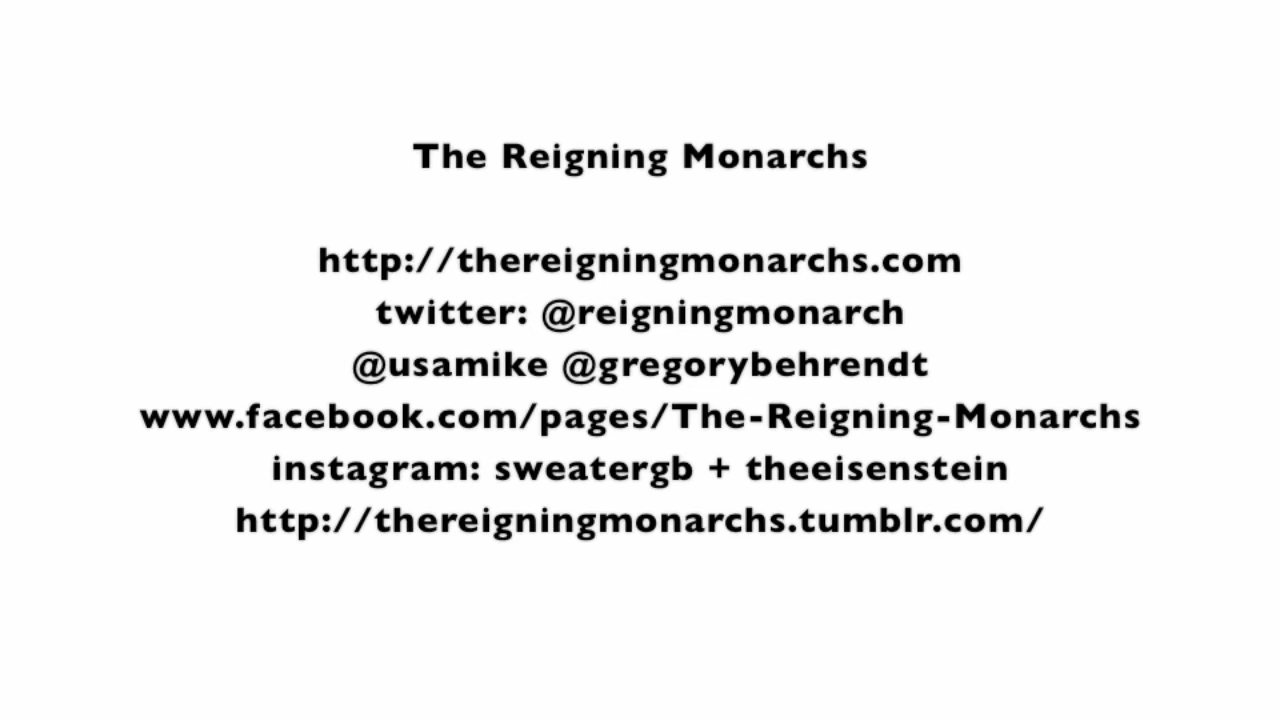 The Reigning Monarchs
http://thereigningmonarchs.com
twitter: @reigningmonarch
@usamike @gregorybehrendt
www.facebook.com/pages/The-Reigning-Monarchs
instagram: sweatergb + theeisenstein
http://thereigningmonarchs.tumblr.com/